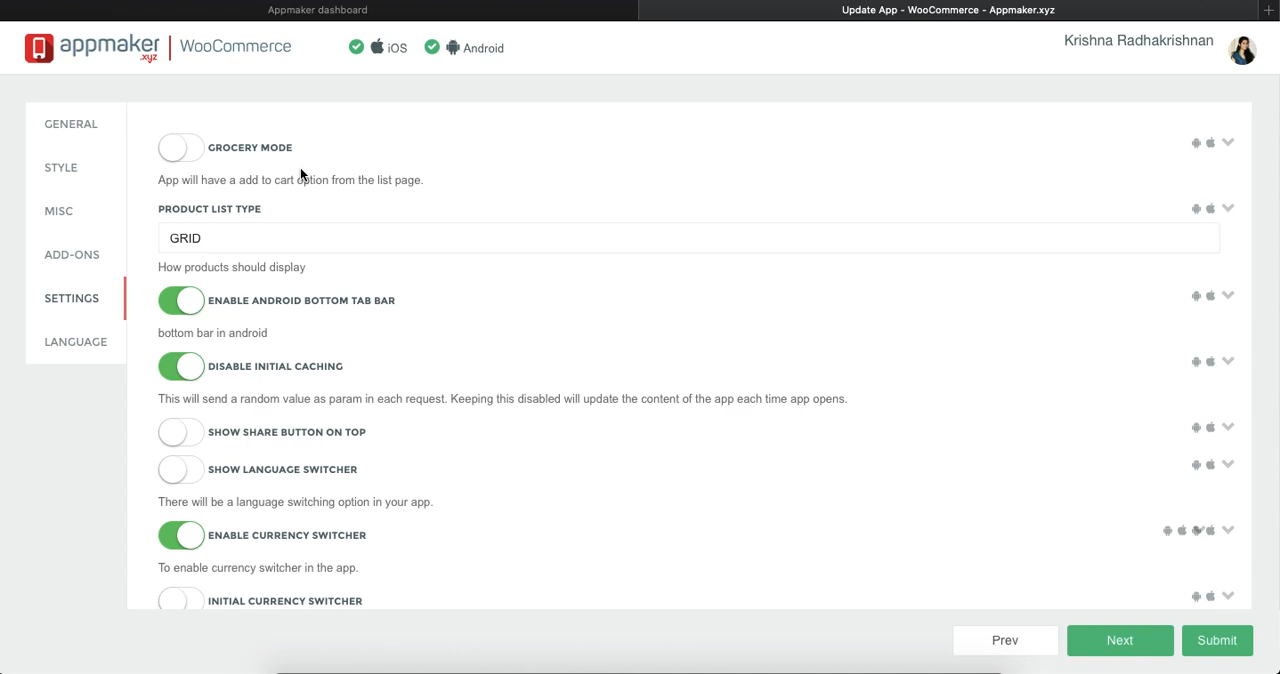 Appmaker dashboard
Update App - WooCommerce - Appmaker.xyz
appmaker .xyz
WooCommerce
iOS
Android
Krishna Radhakrishnan
GENERAL
STYLE
MISC
ADD-ONS
SETTINGS
LANGUAGE
GROCERY MODE
App will have a add to cart option from the list page.
PRODUCT LIST TYPE
GRID
How products should display
ENABLE ANDROID BOTTOM TAB BAR
bottom bar in android
DISABLE INITIAL CACHING
This will send a random value as param in each request. Keeping this disabled will update the content of the app each time app opens.
SHOW SHARE BUTTON ON TOP
SHOW LANGUAGE SWITCHER
There will be a language switching option in your app.
ENABLE CURRENCY SWITCHER
To enable currency switcher in the app.
INITIAL CURRENCY SWITCHER
Prev
Next
Submit